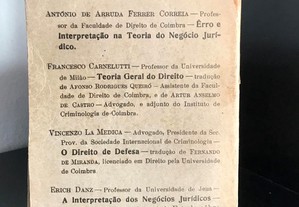 ANTÓNIO DE ARRUDA FERRER CORREIA — Profes-
sor da Faculdade de Direito de Coimbra — Êrro e
Interpretação na Teoria do Negócio Jurí-
dico.
FRANCESCO CARNELUTTI — Professor da Universidade
de Milão — Teoria Geral do Direito — tradução
de AFONSO RODRIGUES QUEIRÓ — Assistente da Facul-
dade de Direito de Coimbra, e de ARTUR ANSELMO
DE CASTRO — Advogado, e adjunto do Instituto de
Criminologia de Coimbra.
VINCENZO LA MEDICA — Advogado, Presidente da Sec.
Prov. da Sociedade Internacional de Criminologia —
O Direito de Defesa — tradução de FERNANDO
DE MIRANDA, licenciado em Direito pela Universidade
de Coimbra
ERICH DANZ — Professor da Universidade de Jena —
A Interpretação dos Negócios Jurídicos —